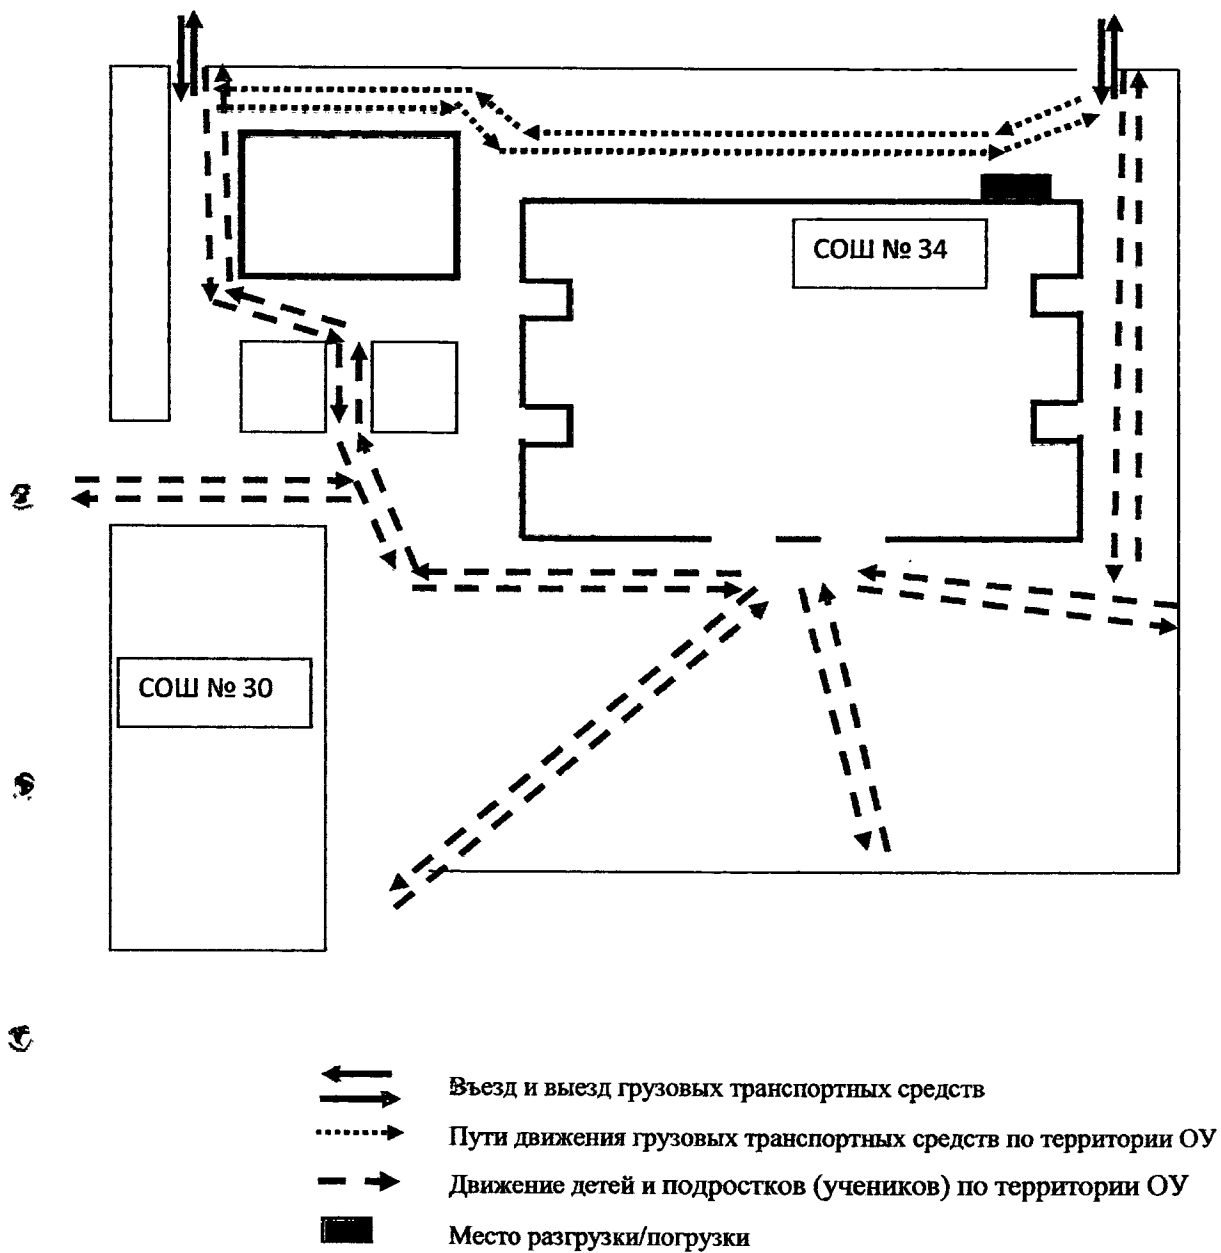 СОШ № 34
СОШ № 30
Въезд и выезд грузовых транспортных средств
Пути движения грузовых транспортных средств по территории ОУ
Движение детей и подростков (учеников) по территории ОУ
Место разгрузки/погрузки